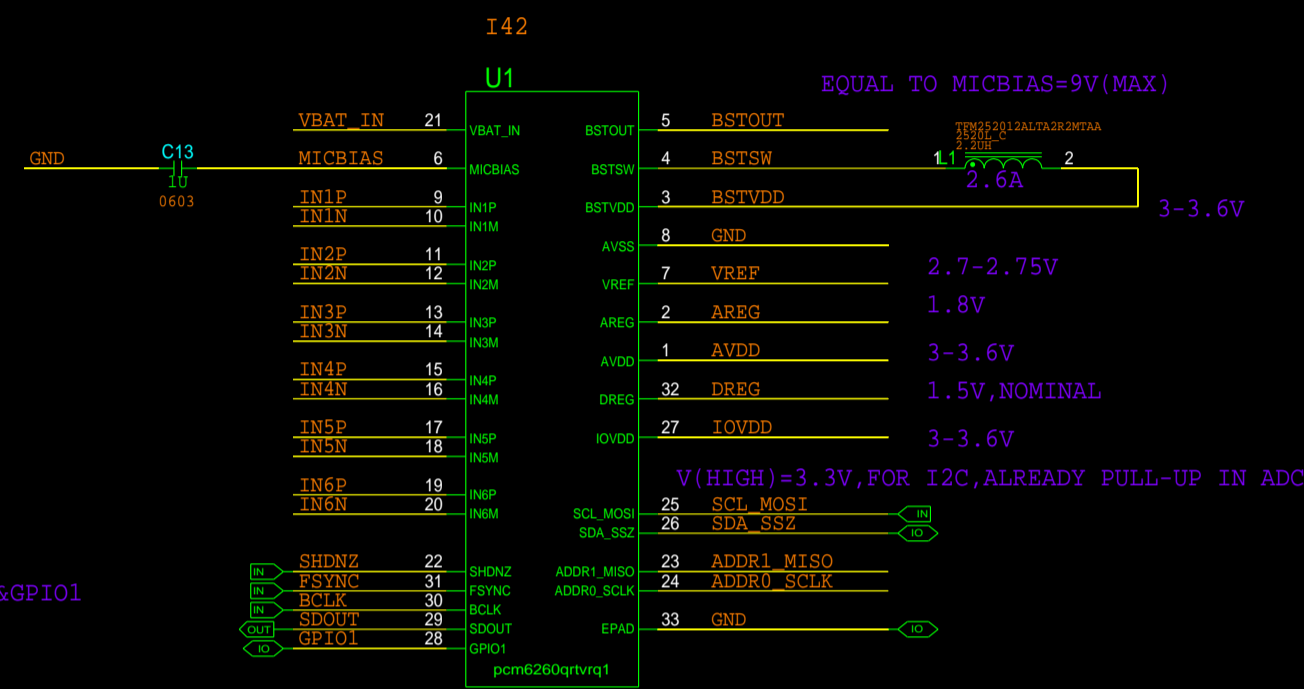 I42
U1
EQUAL TO MICBIAS=9V(MAX)
VBAT_IN 21 VBAT_IN BSTOUT 5 BSTOUT
TFM252012ALTA2R2MTAA
2520L_C
2.2UH
GND C13 MICBIAS 6 MICBIAS BSTSW 4 BSTSW 1 L1 2
1U
2.6A
0603
IN1P 9 IN1P BSTVDD 3 BSTVDD 3-3.6V
IN1N 10 IN1M
AVSS 8 GND
IN2P 11 IN2P
2.7-2.75V
IN2N 12 IN2M VREF 7 VREF
1.8V
IN3P 13 IN3P AREG 2 AREG
IN3N 14 IN3M
AVDD 1 AVDD 3-3.6V
IN4P 15 IN4P
IN4N 16 IN4M DREG 32 DREG 1.5V,NOMINAL
IN5P 17 IN5P IOVDD 27 IOVDD 3-3.6V
IN5N 18 IN5M
V(HIGH)=3.3V,FOR I2C,ALREADY PULL-UP IN ADC
IN6P 19 IN6P
IN6N 20 IN6M SCL_MOSI 25 SCL_MOSI IN
SDA_SSZ 26 SDA_SSZ IO
IN SHDNZ 22 SHDNZ ADDR1_MISO 23 ADDR1_MISO
&GPIO1 IN FSYNC 31 FSYNC ADDR0_SCLK 24 ADDR0_SCLK
IN BCLK 30 BCLK
OUT SDOUT 29 SDOUT EPAD 33 GND IO
IO GPIO1 28 GPIO1
pcm6260qrtvrq1